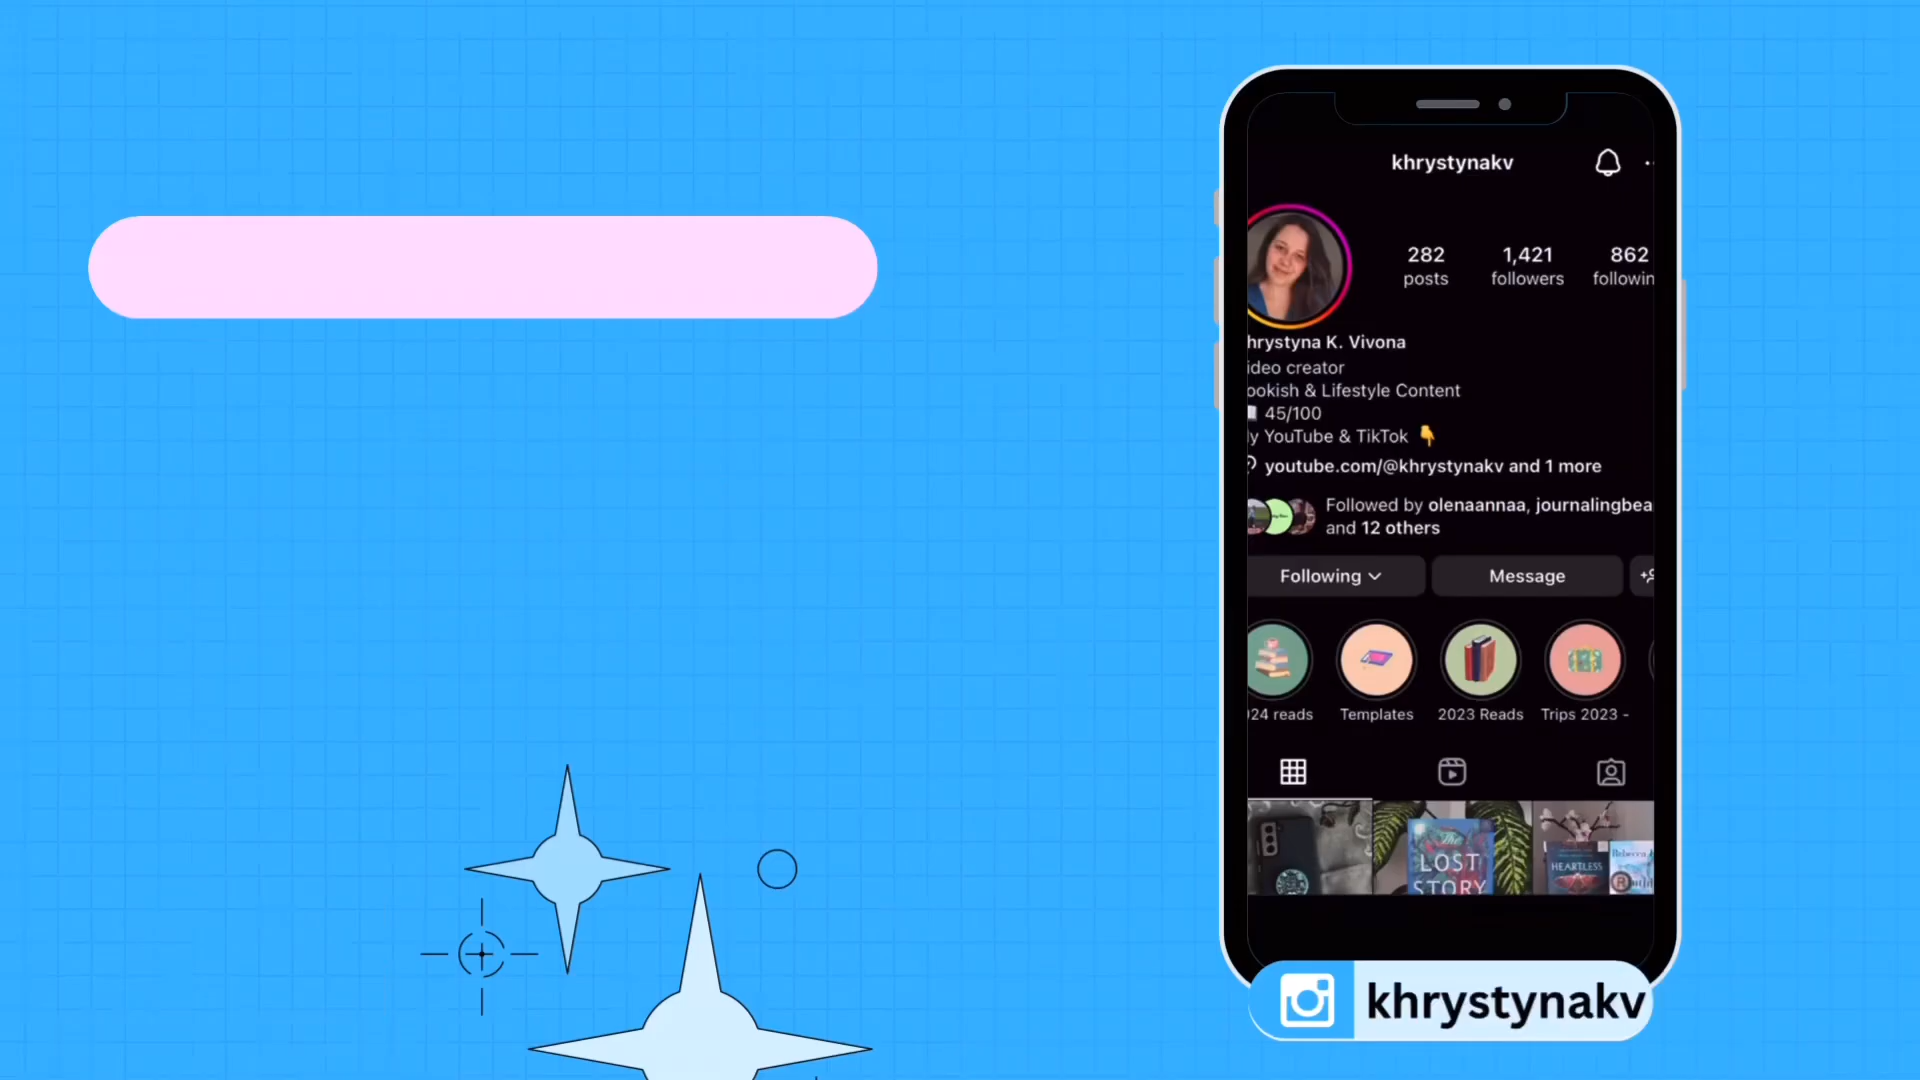 khrystynakv
282 1,421 862
posts followers followin
hrystyna K. Vivona
ideo creator
ookish & Lifestyle Content
45/100
y YouTube & TikTok 👇
youtube.com/@khrystynakv and 1 more
Followed by olenaannaa, journalingbea
and 12 others
Following Message
24 reads Templates 2023 Reads Trips 2023 -
The
LOST
STORY
HEARTLESS
Rebecca
khrystynakv